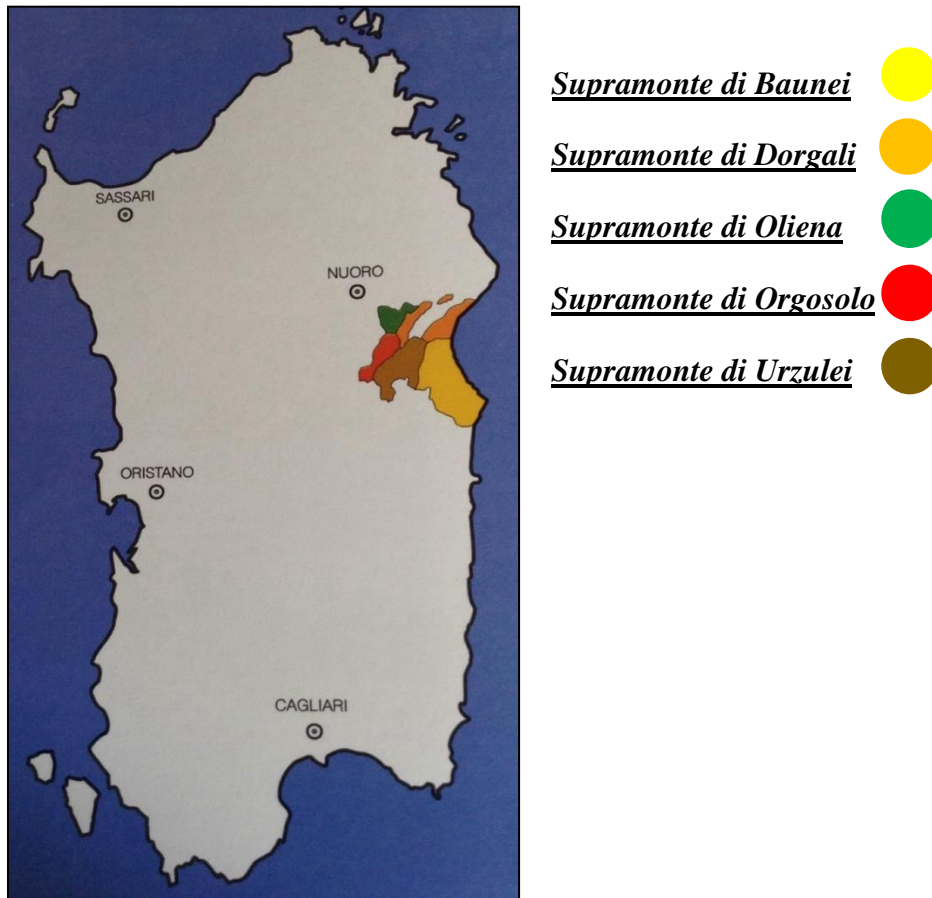 SASSARI
NUORO
ORISTANO
CAGLIARI
Supramonte di Baunei
Supramonte di Dorgali
Supramonte di Oliena
Supramonte di Orgosolo
Supramonte di Urzulei